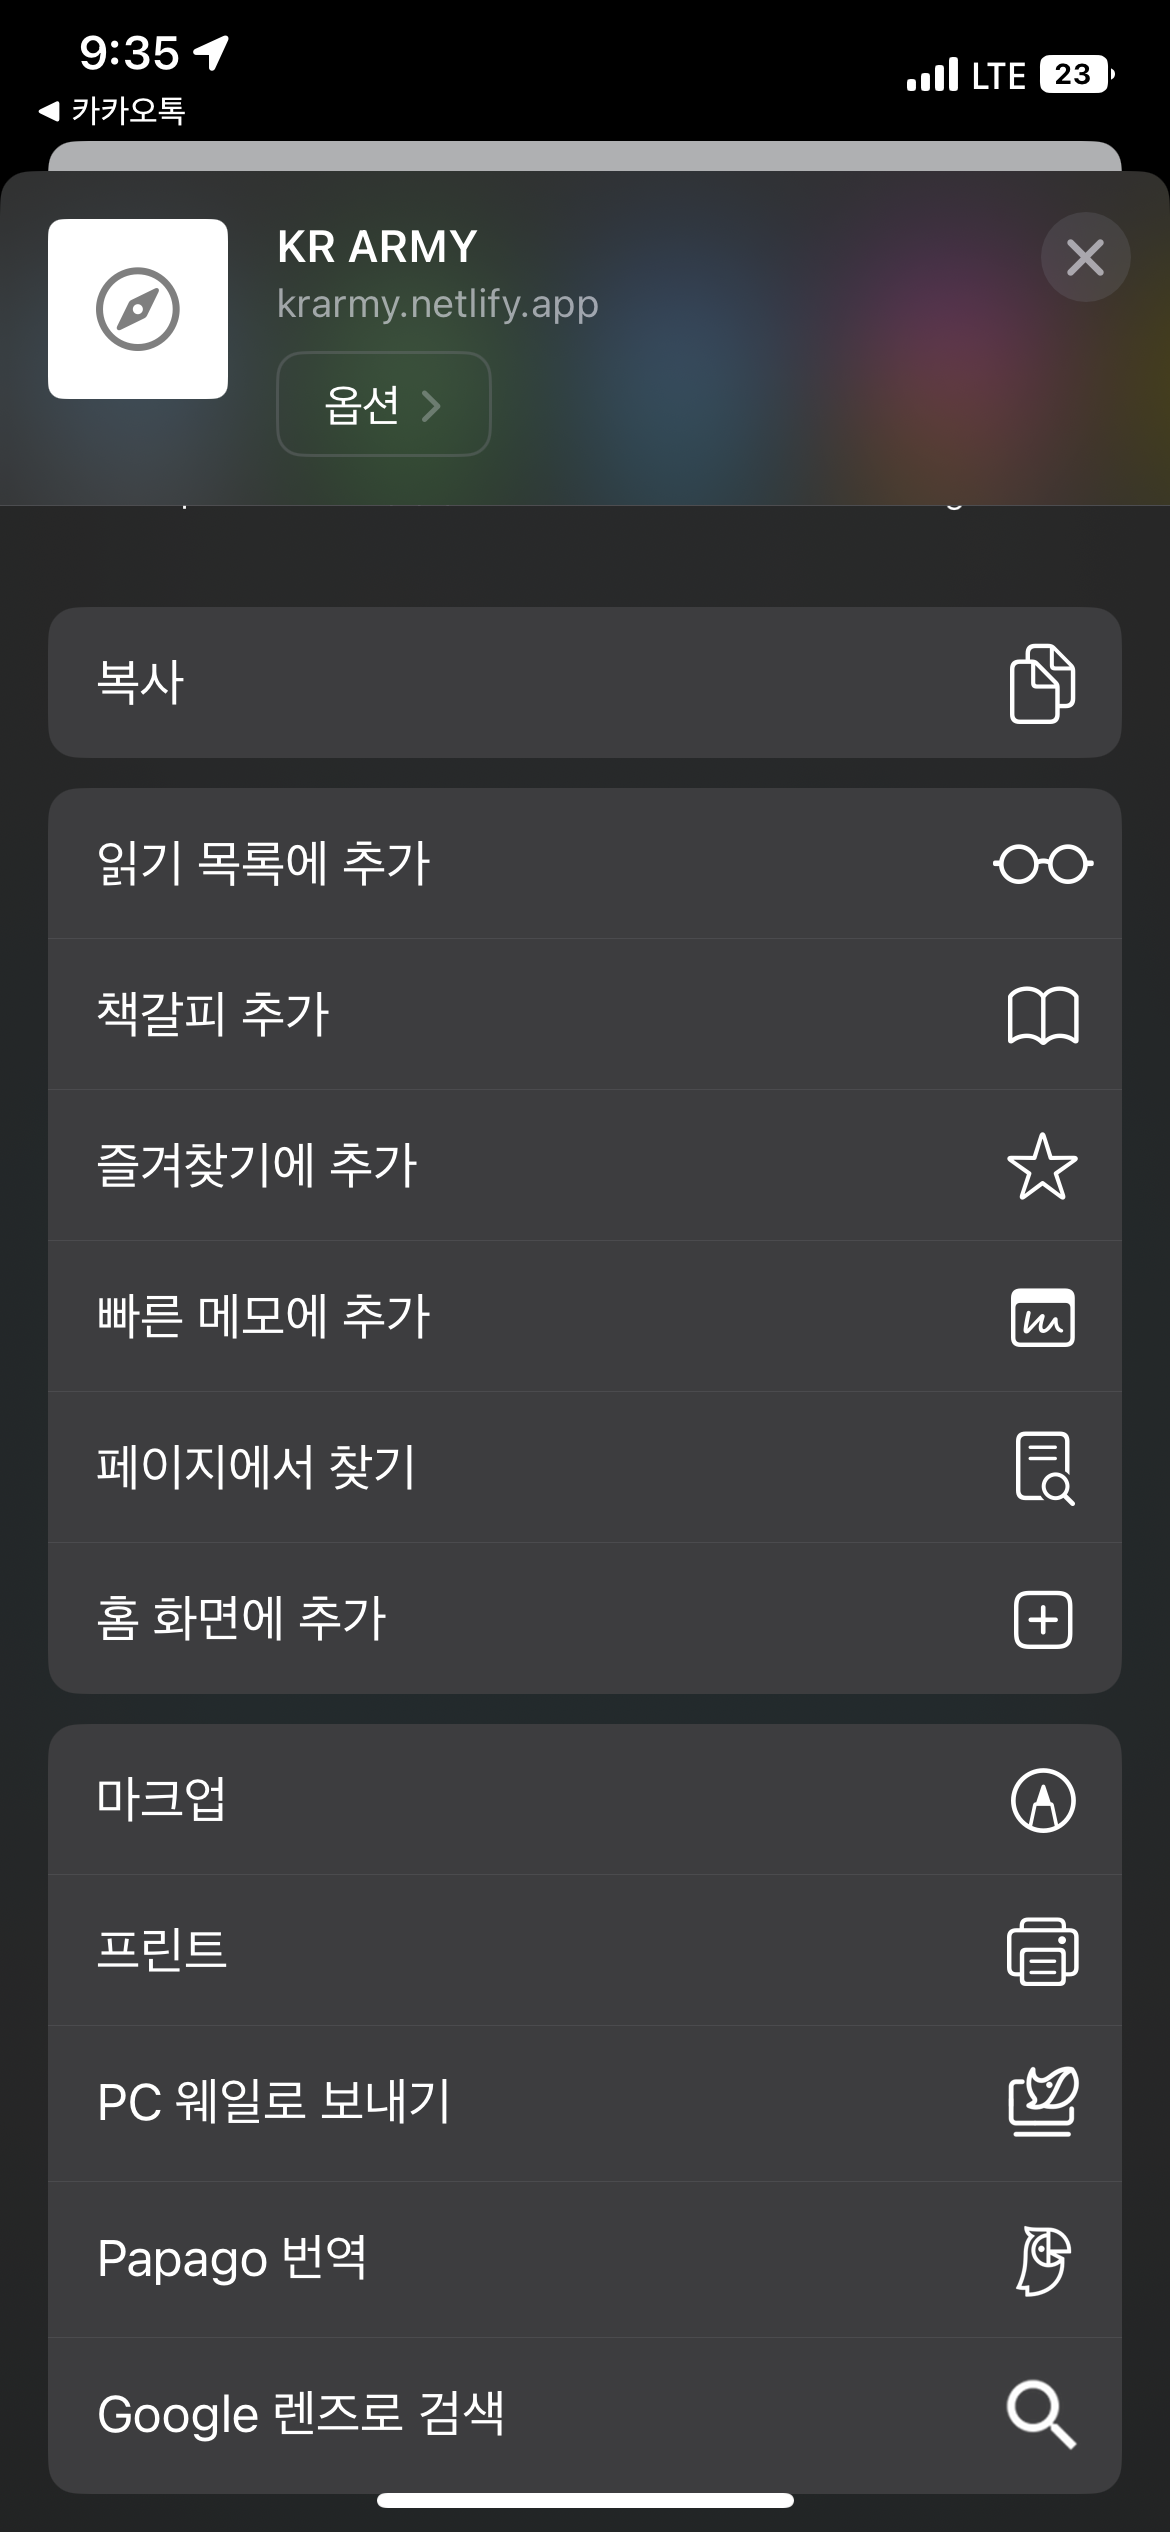 9:35
LTE 23
카카오톡
KR ARMY
krarmy.netlify.app
옵션
복사
읽기 목록에 추가
책갈피 추가
즐겨찾기에 추가
빠른 메모에 추가
페이지에서 찾기
홈 화면에 추가
마크업
프린트
PC 웨일로 보내기
Papago 번역
Google 렌즈로 검색